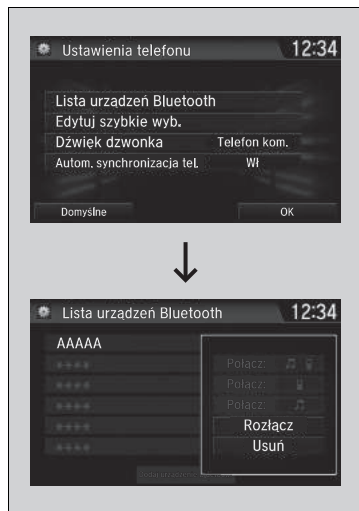 Ustawienia telefonu 12:34
Lista urządzeń Bluetooth
Edytuj szybkie wyb.
Dźwięk dzwonka Telefon kom.
Autom. synchronizacja tel. Wł
Domyślne OK
Lista urządzeń Bluetooth 12:34
AAAAA
**** Połącz:
**** Połącz:
**** Połącz:
**** Rozłącz
**** Usuń